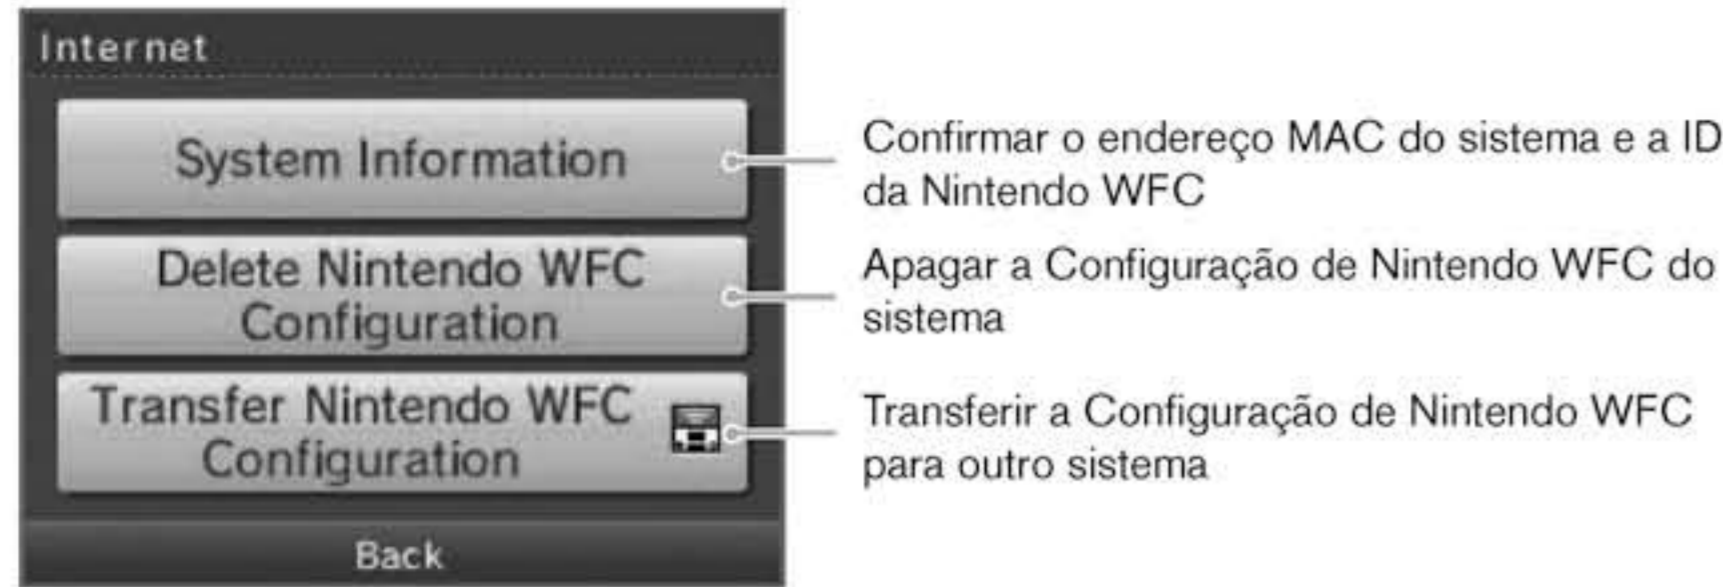 Internet
System Information
Confirmar o endereço MAC do sistema e a ID
da Nintendo WFC
Delete Nintendo WFC
Configuration
Apagar a Configuração de Nintendo WFC do
sistema
Transfer Nintendo WFC
Configuration
Transferir a Configuração de Nintendo WFC
para outro sistema
Back